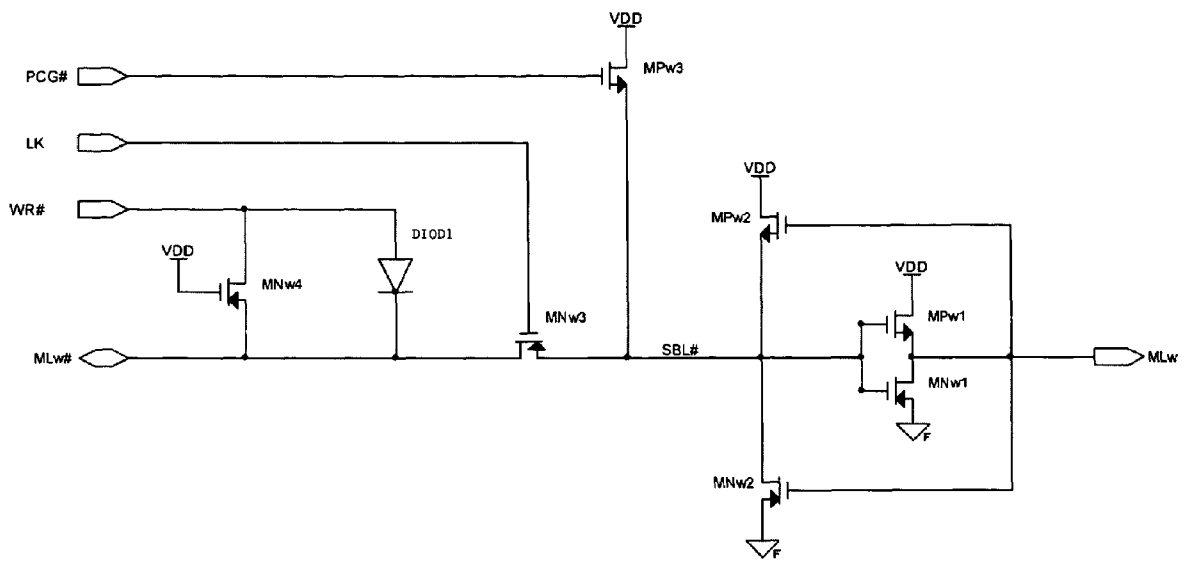 VDD
PCG#
MPw3
LK
WR#
VDD
DIOD1
MPw2
VDD
MNw4
VDD
MNw3
MPw1
MLw#
SBL#
MLw
MNw1
F
MNw2
F